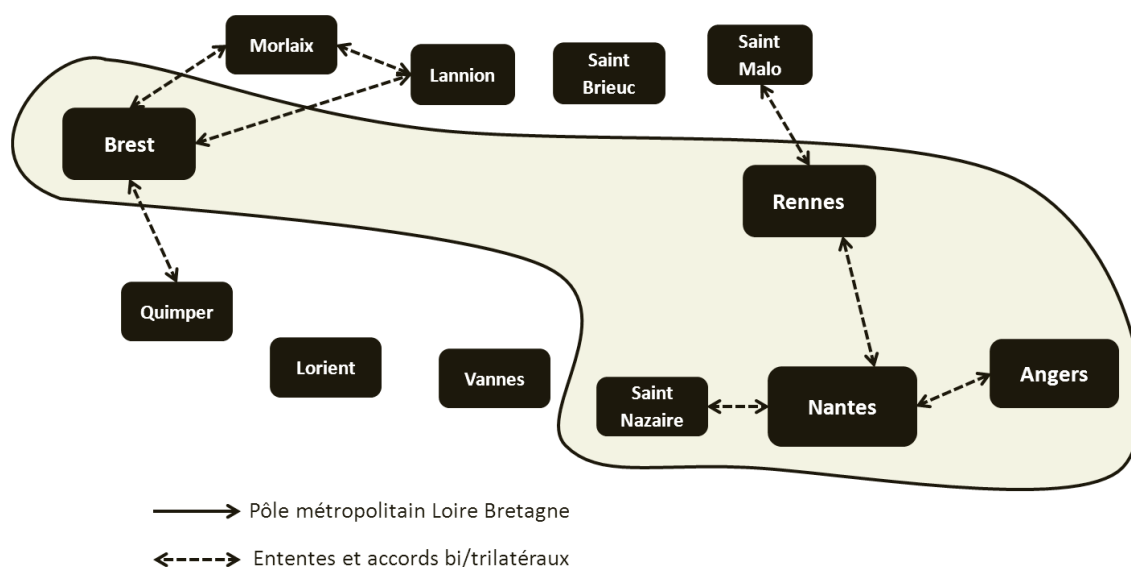 Morlaix
Lannion
Saint
Brieuc
Saint
Malo
Brest
Rennes
Quimper
Lorient
Vannes
Saint
Nazaire
Nantes
Angers
Pôle métropolitain Loire Bretagne
Ententes et accords bi/trilatéraux